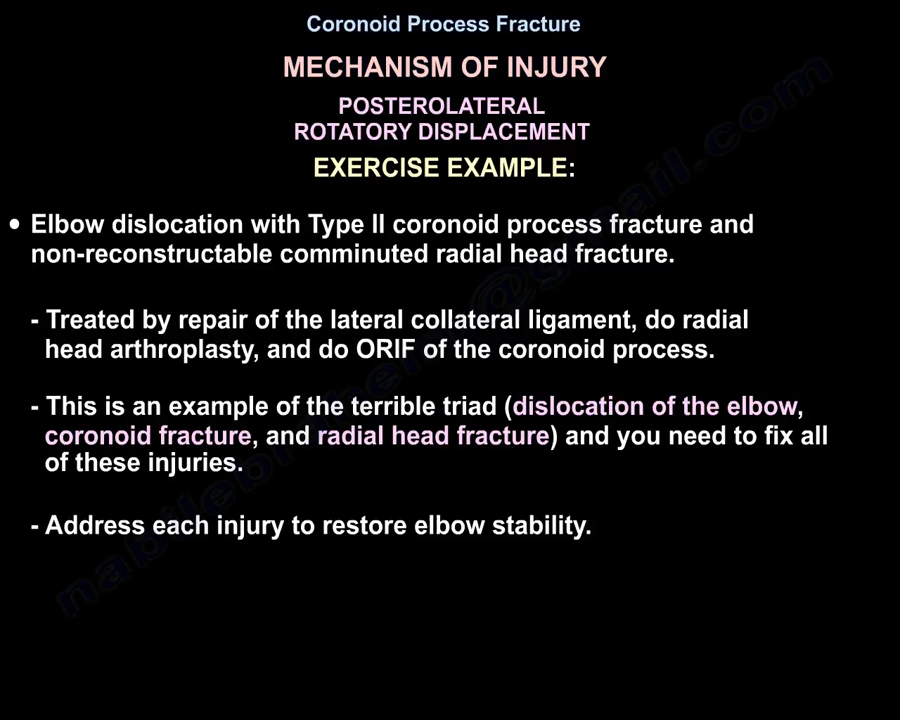 Coronoid Process Fracture
MECHANISM OF INJURY
POSTEROLATERAL
ROTATORY DISPLACEMENT
EXERCISE EXAMPLE:
• Elbow dislocation with Type II coronoid process fracture and
non-reconstructable comminuted radial head fracture.
- Treated by repair of the lateral collateral ligament, do radial
head arthroplasty, and do ORIF of the coronoid process.
- This is an example of the terrible triad (dislocation of the elbow,
coronoid fracture, and radial head fracture) and you need to fix all
of these injuries.
- Address each injury to restore elbow stability.